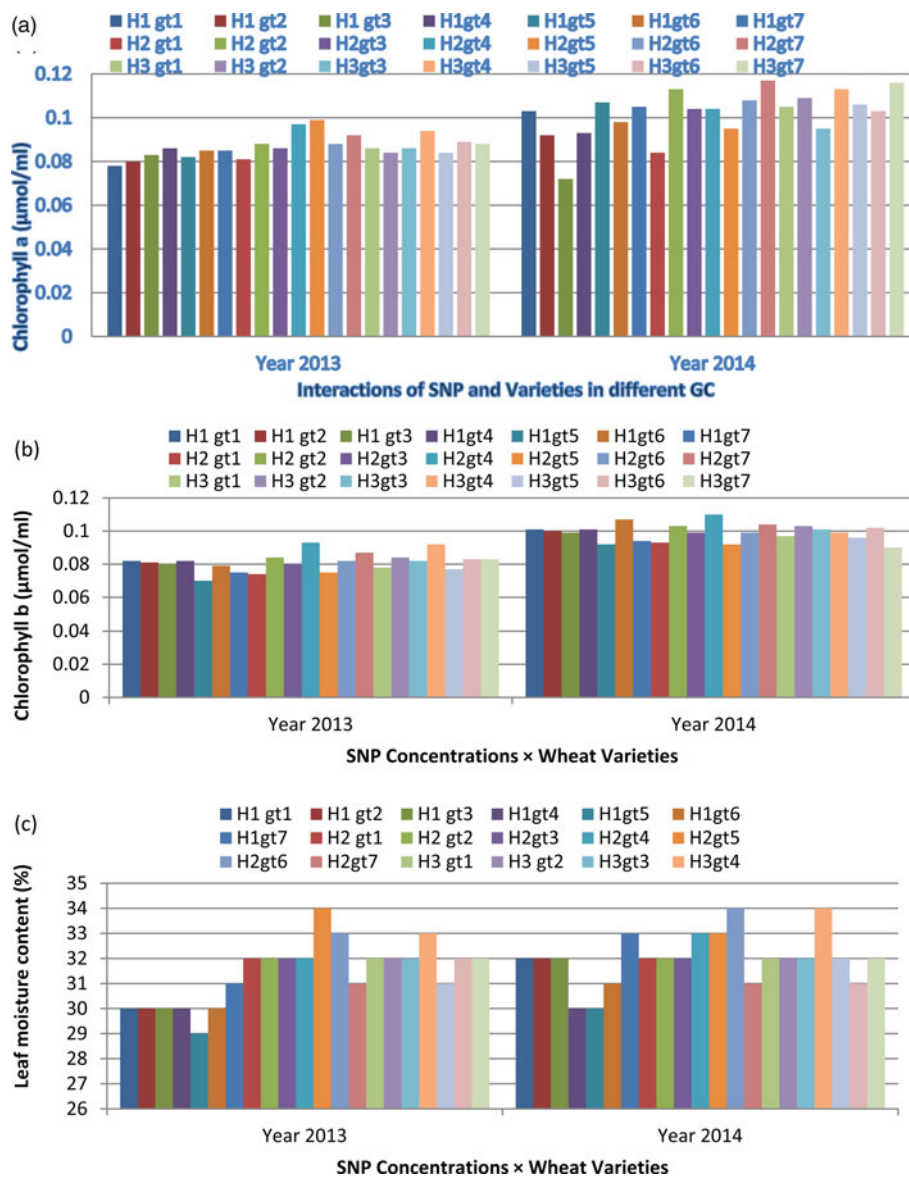 (a)
H1 gt1 H1 gt2 H1 gt3 H1gt4 H1gt5 H1gt6 H1gt7
H2 gt1 H2 gt2 H2gt3 H2gt4 H2gt5 H2gt6 H2gt7
H3 gt1 H3 gt2 H3gt3 H3gt4 H3gt5 H3gt6 H3gt7
Chlorophyll a (µmol/ml)
0.12
0.1
0.08
0.06
0.04
0.02
0
Year 2013 Year 2014
Interactions of SNP and Varieties in different GC
(b)
H1 gt1 H1 gt2 H1 gt3 H1gt4 H1gt5 H1gt6 H1gt7
H2 gt1 H2 gt2 H2gt3 H2gt4 H2gt5 H2gt6 H2gt7
H3 gt1 H3 gt2 H3gt3 H3gt4 H3gt5 H3gt6 H3gt7
Chlorophyll b (µmol/ml)
0.12
0.1
0.08
0.06
0.04
0.02
0
Year 2013 Year 2014
SNP Concentrations × Wheat Varieties
(c)
H1 gt1 H1 gt2 H1 gt3 H1gt4 H1gt5 H1gt6
H1gt7 H2 gt1 H2 gt2 H2gt3 H2gt4 H2gt5
H2gt6 H2gt7 H3 gt1 H3 gt2 H3gt3 H3gt4
Leaf moisture content (%)
35
34
33
32
31
30
29
28
27
26
Year 2013 Year 2014
SNP Concentrations × Wheat Varieties